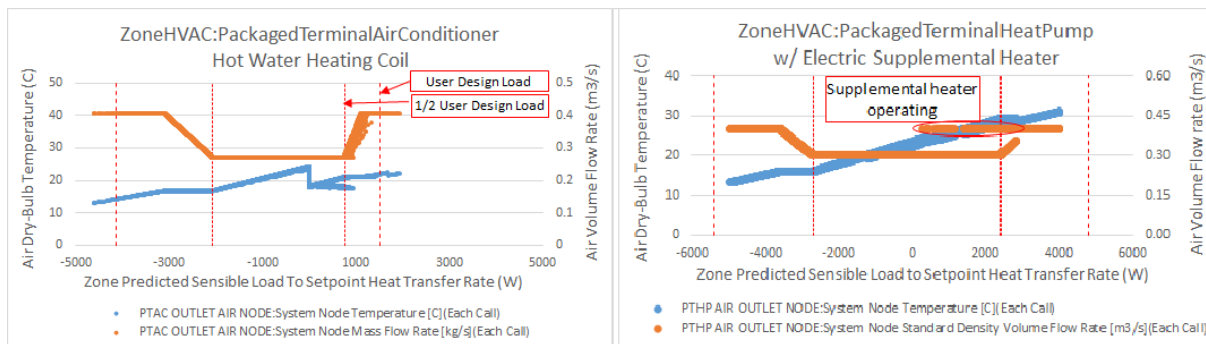 ZoneHVAC:PackagedTerminalAirConditioner
Hot Water Heating Coil
User Design Load
1/2 User Design Load
Air Dry-Bulb Temperature (C)
50
40
30
20
10
0
0.5
0.4
0.3
0.2
0.1
0
Air Volume Flow Rate (m3/s)
-5000
-3000
-1000
1000
3000
5000
Zone Predicted Sensible Load To Setpoint Heat Transfer Rate (W)
PTAC OUTLET AIR NODE:System Node Temperature [C](Each Call)
PTAC OUTLET AIR NODE:System Node Mass Flow Rate [kg/s](Each Call)
ZoneHVAC:PackagedTerminalHeatPump
w/ Electric Supplemental Heater
Supplemental heater
operating
Air Dry-Bulb Temperature (C)
40
30
20
10
0
0.60
0.45
0.30
0.15
0.00
Air Volume Flow rate (m3/s)
-6000
-4000
-2000
0
2000
4000
6000
Zone Predicted Sensible Load to Setpoint Heat Transfer Rate (W)
PTHP AIR OUTLET NODE:System Node Temperature [C](Each Call)
PTHP AIR OUTLET NODE:System Node Standard Density Volume Flow Rate [m3/s](Each Call)